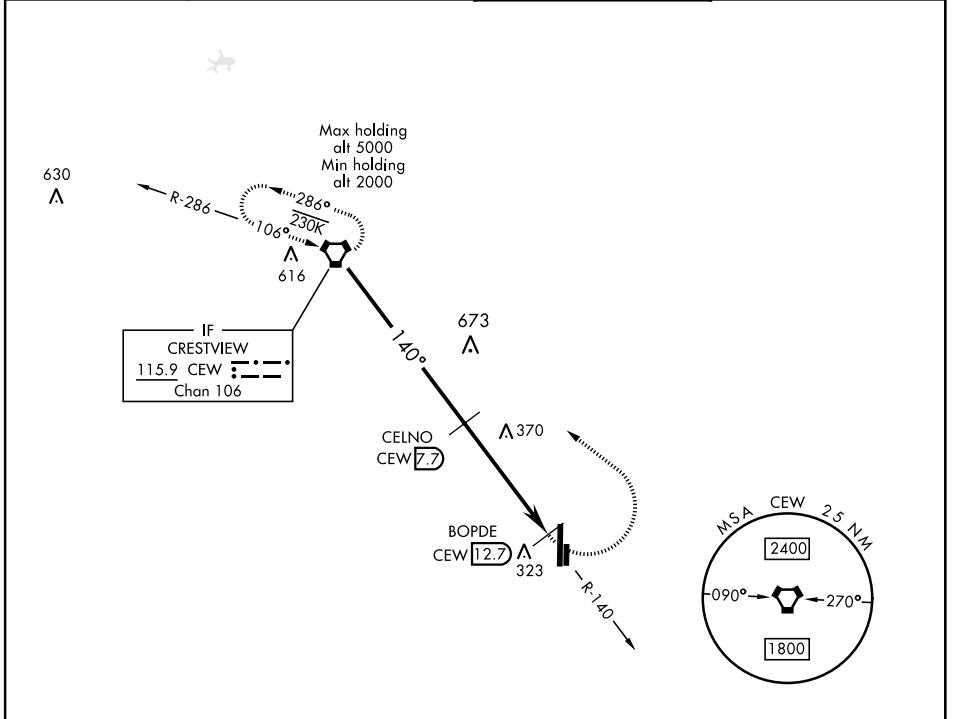 Max holding
alt 5000
Min holding
alt 2000
630
R-286
286°
230K
106°
616
IF
CRESTVIEW
115.9 CEW
Chan 106
140°
673
CELNO
CEW 7.7
370
BOPDE
CEW 12.7
323
R-140
MSA CEW 25 NM
2400
090°
270°
1800